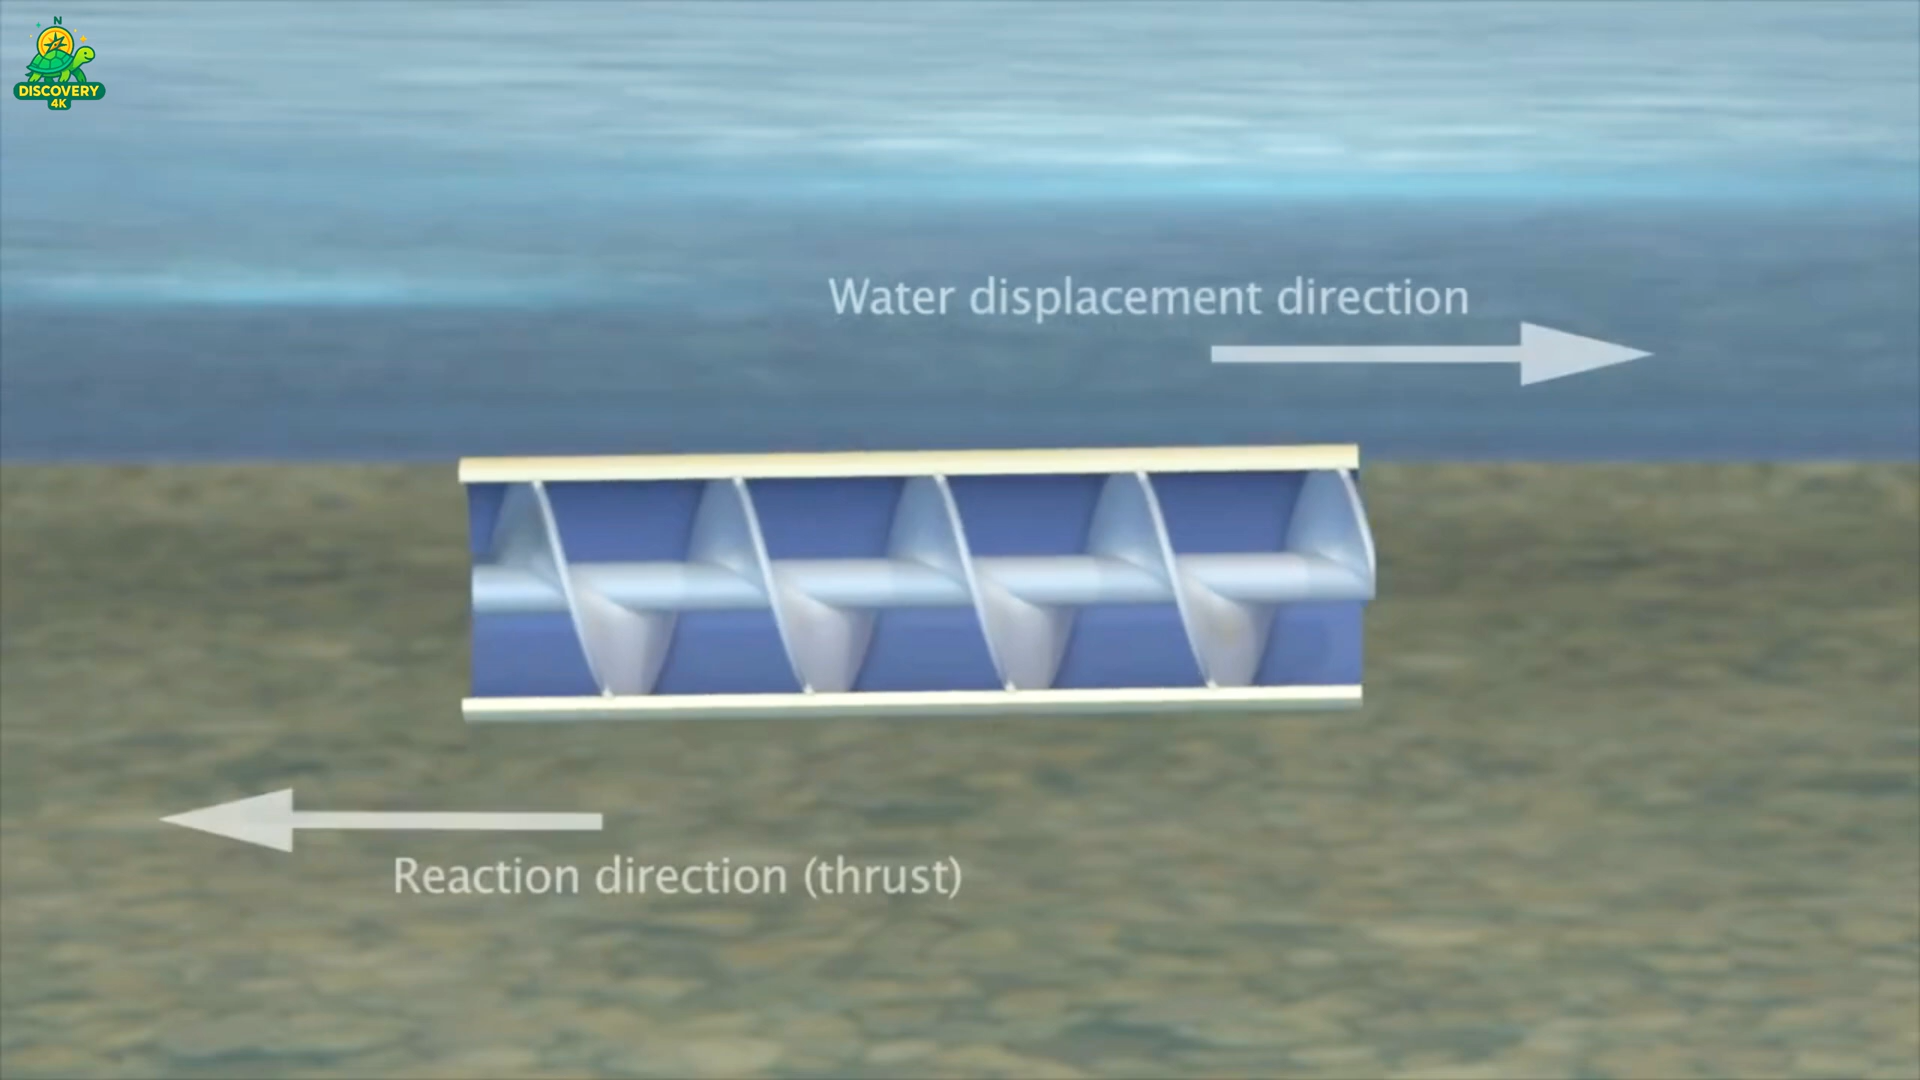 N
DISCOVERY
4K
Water displacement direction
Reaction direction (thrust)